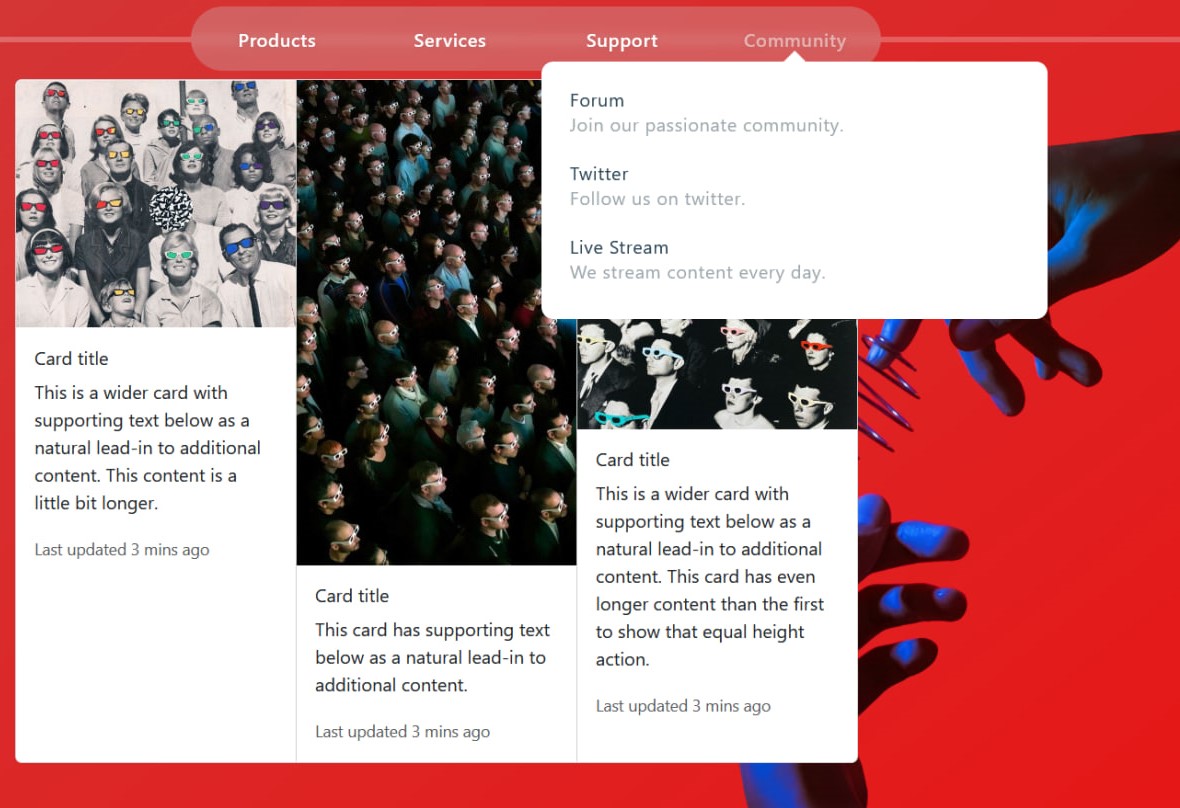 Products
Services
Support
Community
Forum
Join our passionate community.
Twitter
Follow us on twitter.
Live Stream
We stream content every day.
Card title
This is a wider card with
supporting text below as a
natural lead-in to additional
content. This content is a
little bit longer.
Last updated 3 mins ago
Card title
This card has supporting text
below as a natural lead-in to
additional content.
Last updated 3 mins ago
Card title
This is a wider card with
supporting text below as a
natural lead-in to additional
content. This card has even
longer content than the first
to show that equal height
action.
Last updated 3 mins ago